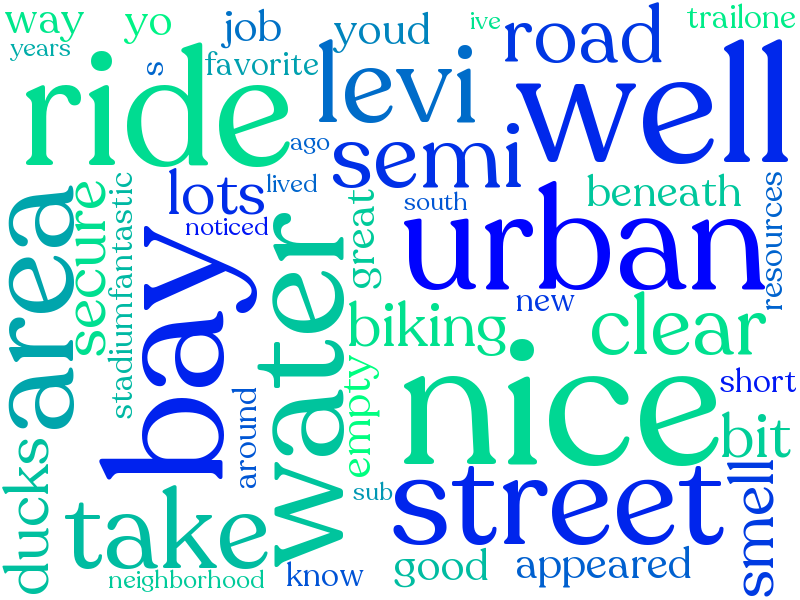 way
yo
job
youd
ive
road
trailone
years
s
favorite
levi
ride
well
ago
semi
lots
lived
south
beneath
noticed
area
secure
stadium
fantastic
bay
water
great
urban
resources
new
biking
clear
nice
short
empty
around
bit
ducks
take
sub
street
smell
neighborhood
know
good
appeared